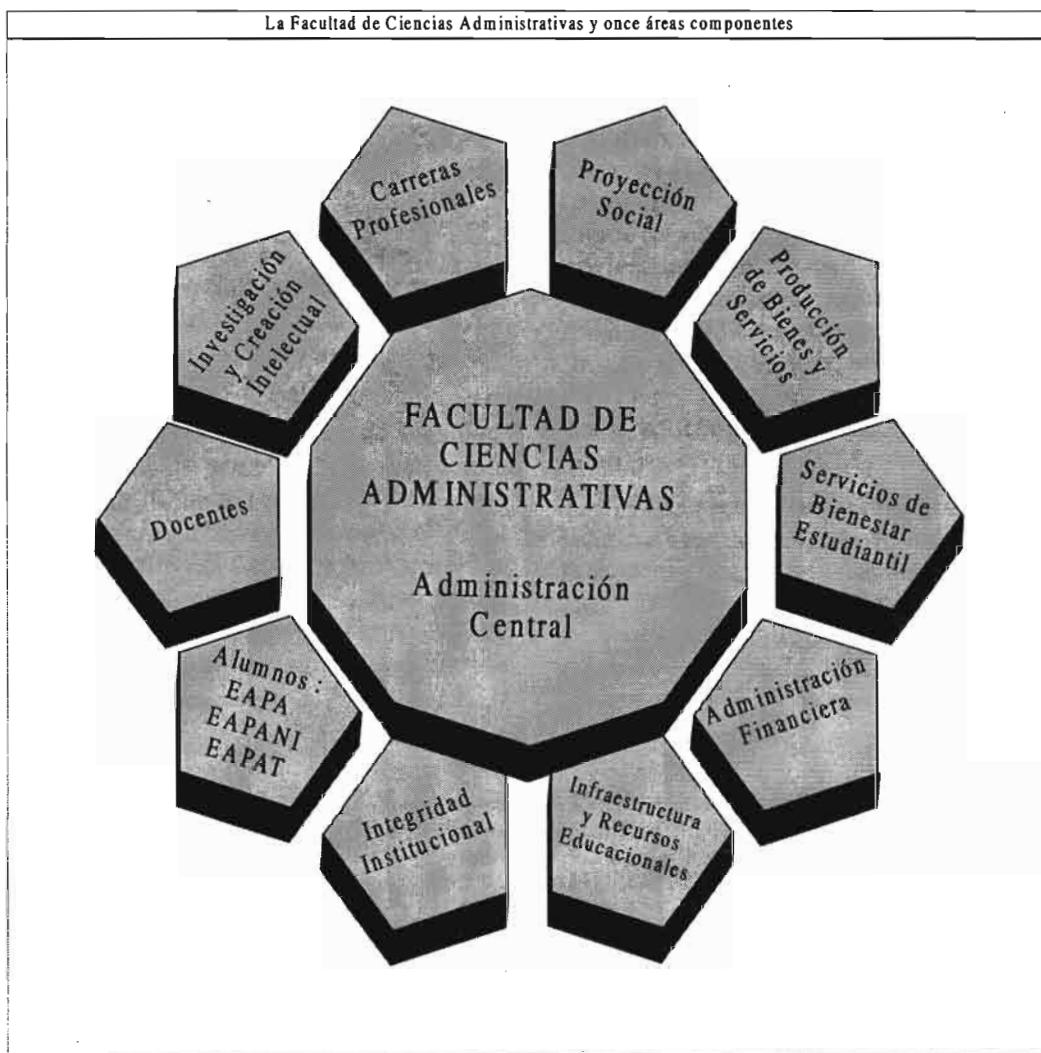 La Facultad de Ciencias Administrativas y once áreas componentes
Carreras
Profesionales
Proyección
Social
Investigación
y Creación
Intelectual
Producción
de Bienes y
Servicios
FACULTAD DE
CIENCIAS
ADMINISTRATIVAS
Administración
Central
Docentes
Servicios de
Bienestar
Estudiantil
Alumnos :
EAPA
EAPANI
EAPAT
Administración
Financiera
Integridad
Institucional
Infraestructura
y Recursos
Educacionales